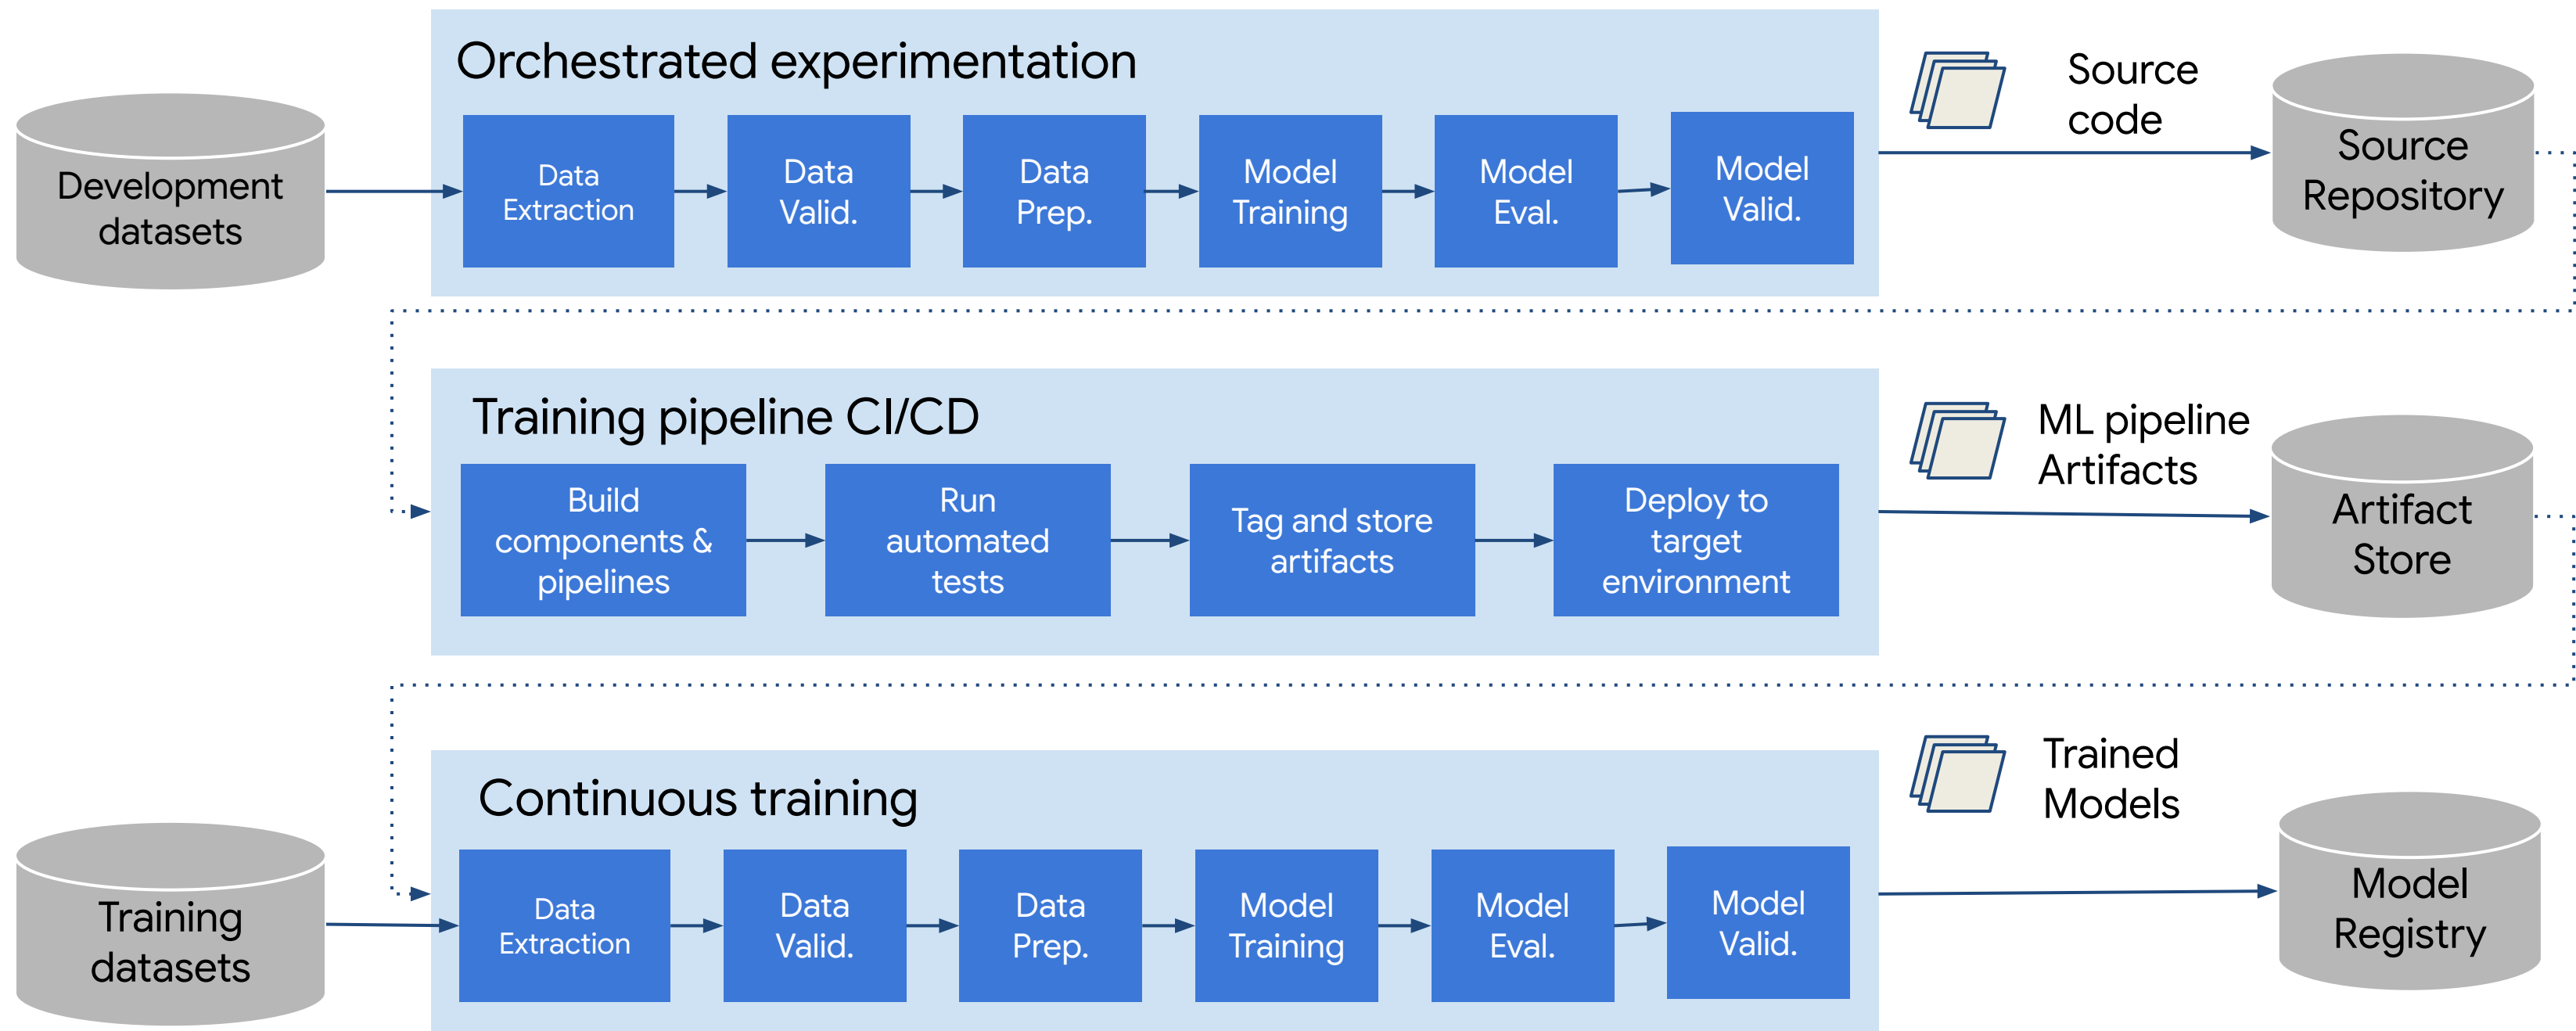 Orchestrated experimentation
Development
datasets
Data
Extraction
Data
Valid.
Data
Prep.
Model
Training
Model
Eval.
Model
Valid.
Source
code
Source
Repository
Training pipeline CI/CD
Build
components &
pipelines
Run
automated
tests
Tag and store
artifacts
Deploy to
target
environment
ML pipeline
Artifacts
Artifact
Store
Continuous training
Training
datasets
Data
Extraction
Data
Valid.
Data
Prep.
Model
Training
Model
Eval.
Model
Valid.
Trained
Models
Model
Registry